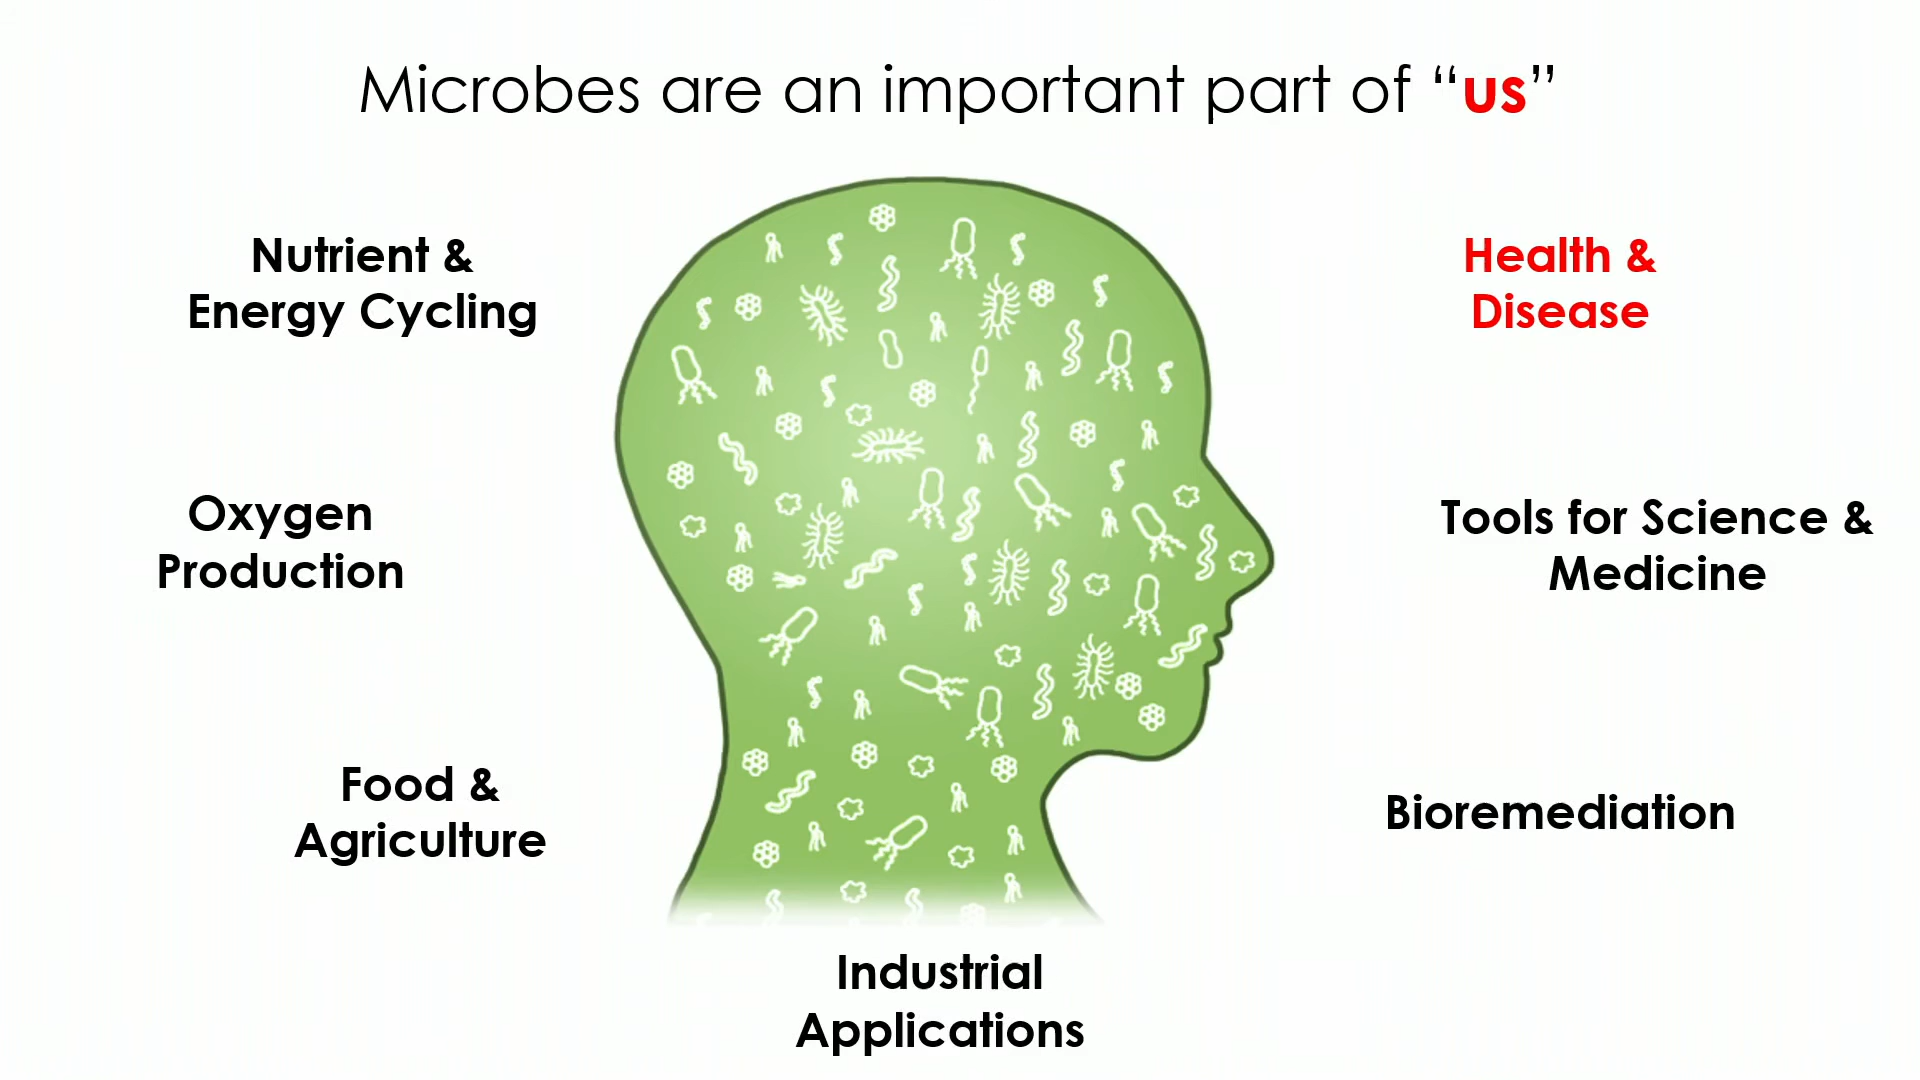 Microbes are an important part of “us”
Nutrient &
Energy Cycling
Health &
Disease
Oxygen
Production
Tools for Science &
Medicine
Food &
Agriculture
Bioremediation
Industrial
Applications